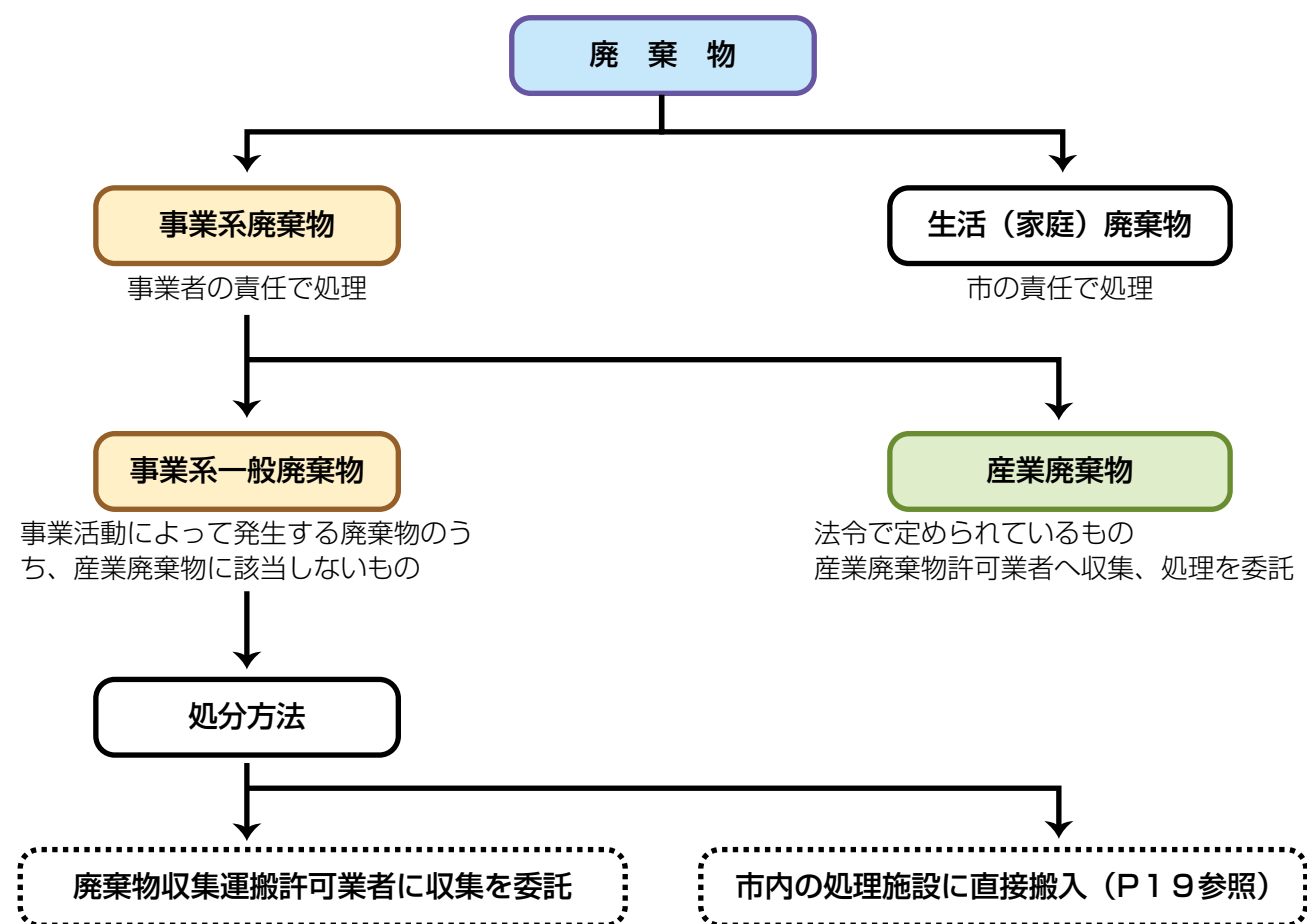 廃　棄　物
事業系廃棄物
生活（家庭）廃棄物
事業者の責任で処理
市の責任で処理
事業系一般廃棄物
産業廃棄物
事業活動によって発生する廃棄物のう
ち、産業廃棄物に該当しないもの
法令で定められているもの
産業廃棄物許可業者へ収集、処理を委託
処分方法
廃棄物収集運搬許可業者に収集を委託
市内の処理施設に直接搬入（Ｐ１９参照）